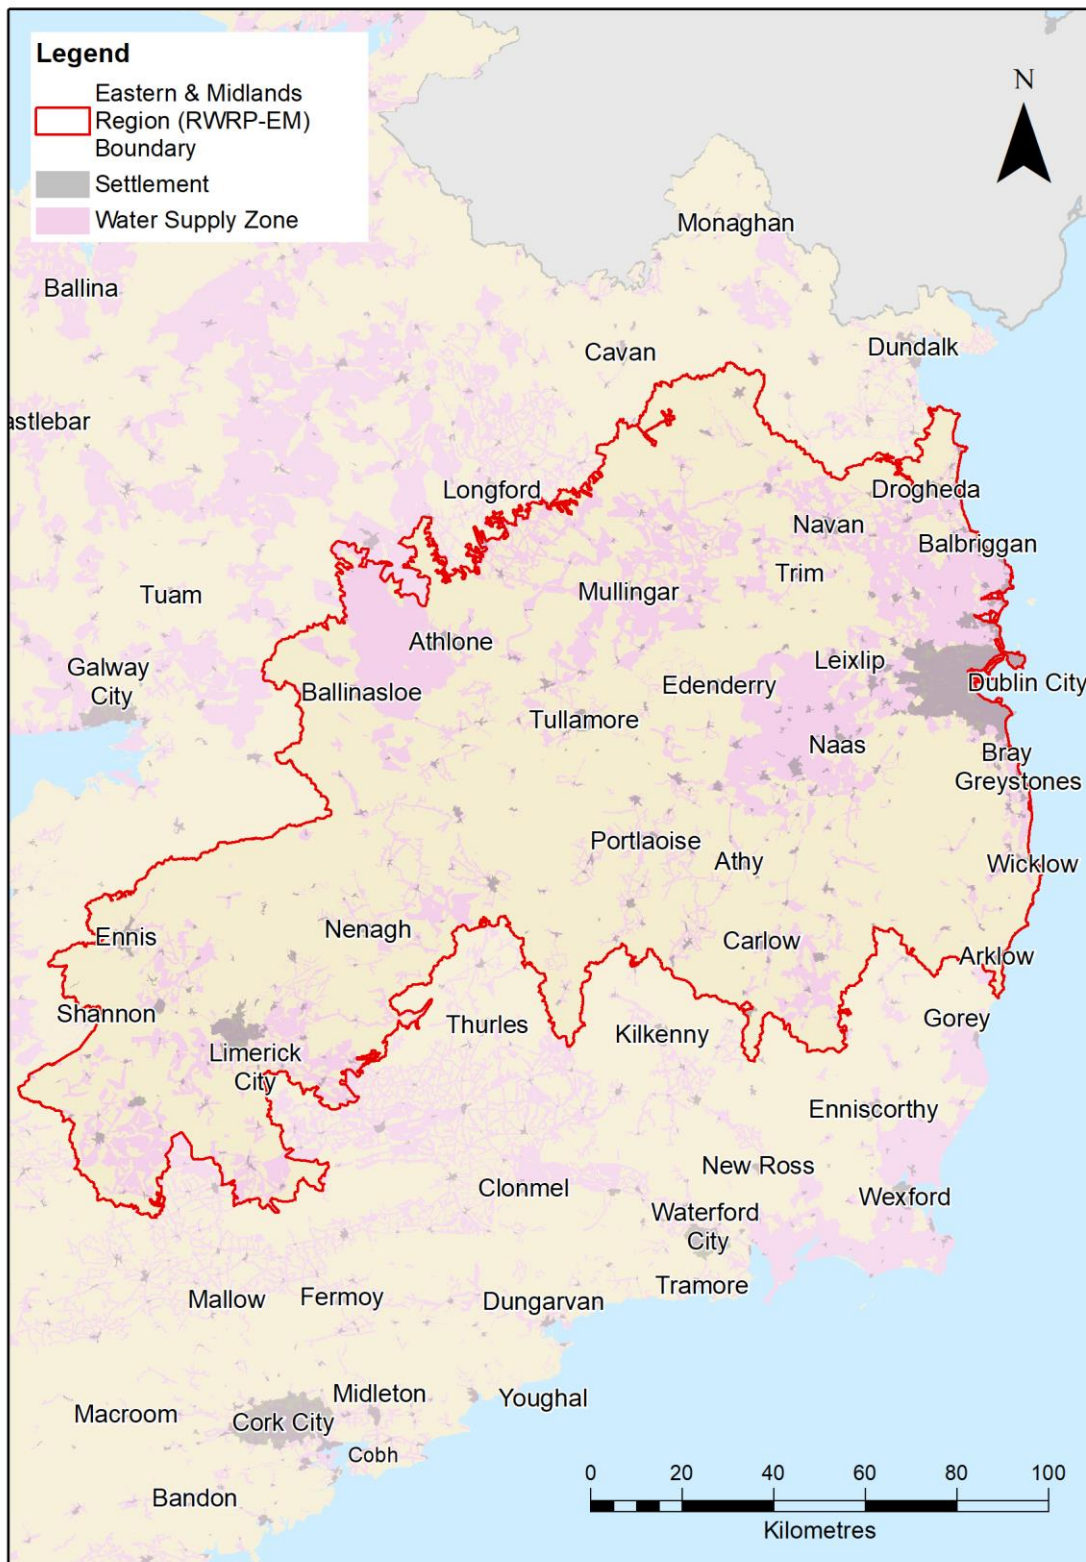 Legend
Eastern & Midlands
Region (RWRP-EM)
Boundary
Settlement
Water Supply Zone
N
Monaghan
Ballina
Cavan
Dundalk
astlebar
Longford
Drogheda
Navan
Balbriggan
Trim
Mullingar
Tuam
Athlone
Leixlip
Galway
City
Ballinasloe
Edenderry
Dublin City
Tullamore
Naas
Bray
Greystones
Portlaoise
Athy
Wicklow
Nenagh
Ennis
Carlow
Arklow
Shannon
Thurles
Kilkenny
Gorey
Limerick
City
Enniscorthy
New Ross
Clonmel
Wexford
Waterford
City
Tramore
Mallow
Fermoy
Dungarvan
Midleton
Youghal
Macroom
Cork City
Cobh
Bandon
0 20 40 60 80 100
Kilometres